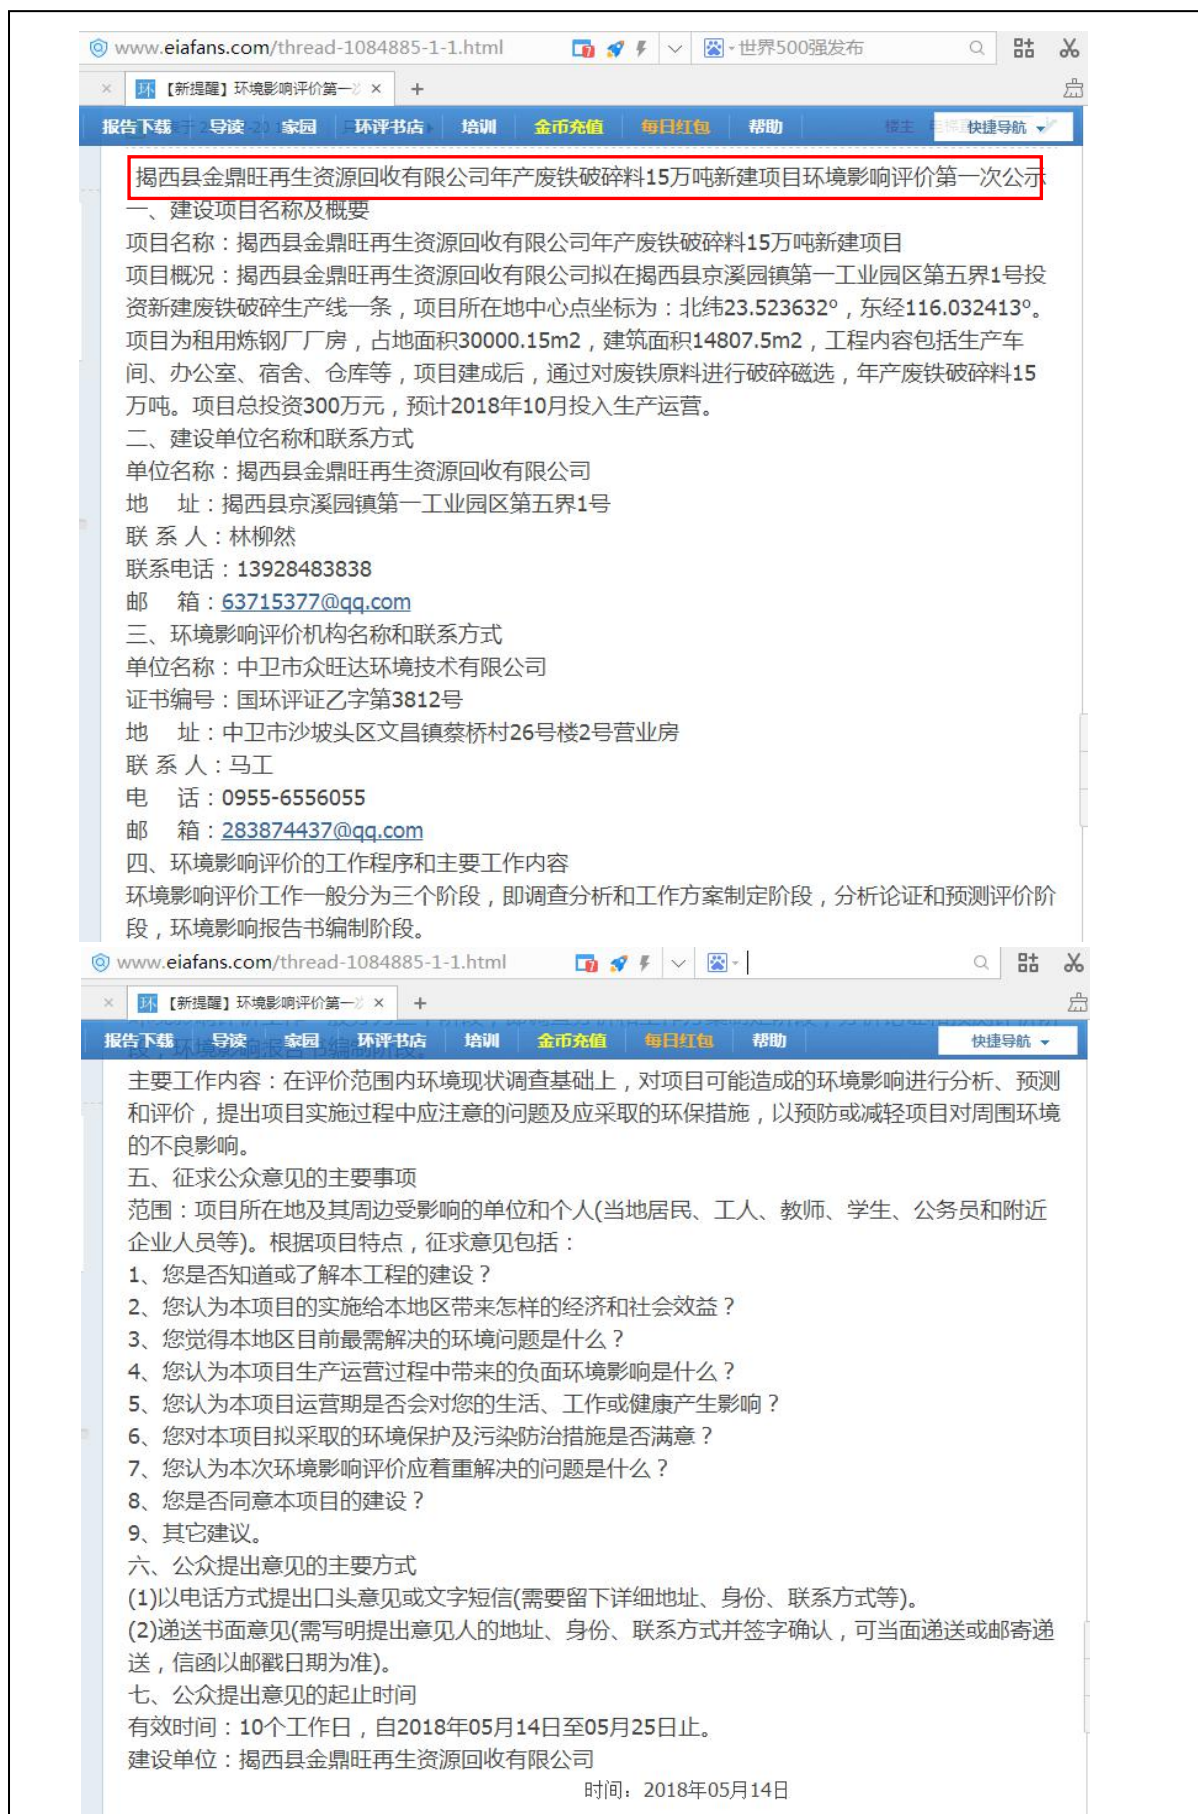 www.eiafans.com/thread-1084885-1-1.html
世界500强发布
【新提醒】环境影响评价第一
报告下载 导读 家园 环评书店 培训 金币充值 每日红包 帮助 快捷导航
揭西县金鼎旺再生资源回收有限公司年产废铁破碎料15万吨新建项目环境影响评价第一次公示
一、建设项目名称及概要
项目名称：揭西县金鼎旺再生资源回收有限公司年产废铁破碎料15万吨新建项目
项目概况：揭西县金鼎旺再生资源回收有限公司拟在揭西县京溪园镇第一工业园区第五界1号投
资新建废铁破碎生产线一条，项目所在地中心点坐标为：北纬23.523632º，东经116.032413º。
项目为租用炼钢厂厂房，占地面积30000.15m2，建筑面积14807.5m2，工程内容包括生产车
间、办公室、宿舍、仓库等，项目建成后，通过对废铁原料进行破碎磁选，年产废铁破碎料15
万吨。项目总投资300万元，预计2018年10月投入生产运营。
二、建设单位名称和联系方式
单位名称：揭西县金鼎旺再生资源回收有限公司
地 址：揭西县京溪园镇第一工业园区第五界1号
联 系 人：林柳然
联系电话：13928483838
邮 箱：63715377@qq.com
三、环境影响评价机构名称和联系方式
单位名称：中卫市众旺达环境技术有限公司
证书编号：国环评证乙字第3812号
地 址：中卫市沙坡头区文昌镇蔡桥村26号楼2号营业房
联 系 人：马工
电 话：0955-6556055
邮 箱：283874437@qq.com
四、环境影响评价的工作程序和主要工作内容
环境影响评价工作一般分为三个阶段，即调查分析和工作方案制定阶段，分析论证和预测评价阶
段，环境影响报告书编制阶段。
www.eiafans.com/thread-1084885-1-1.html
【新提醒】环境影响评价第一
报告下载 导读 家园 环评书店 培训 金币充值 每日红包 帮助 快捷导航
主要工作内容：在评价范围内环境现状调查基础上，对项目可能造成的环境影响进行分析、预测
和评价，提出项目实施过程中应注意的问题及应采取的环保措施，以预防或减轻项目对周围环境
的不良影响。
五、征求公众意见的主要事项
范围：项目所在地及其周边受影响的单位和个人(当地居民、工人、教师、学生、公务员和附近
企业人员等)。根据项目特点，征求意见包括：
1、您是否知道或了解本工程的建设？
2、您认为本项目的实施给本地区带来怎样的经济和社会效益？
3、您觉得本地区目前最需解决的环境问题是什么？
4、您认为本项目生产运营过程中带来的负面环境影响是什么？
5、您认为本项目运营期是否会对您的生活、工作或健康产生影响？
6、您对本项目拟采取的环境保护及污染防治措施是否满意？
7、您认为本次环境影响评价应着重解决的问题是什么？
8、您是否同意本项目的建设？
9、其它建议。
六、公众提出意见的主要方式
(1)以电话方式提出口头意见或文字短信(需要留下详细地址、身份、联系方式等)。
(2)递送书面意见(需写明提出意见人的地址、身份、联系方式并签字确认，可当面递送或邮寄递
送，信函以邮戳日期为准)。
七、公众提出意见的起止时间
有效时间：10个工作日，自2018年05月14日至05月25日止。
建设单位：揭西县金鼎旺再生资源回收有限公司
时间：2018年05月14日